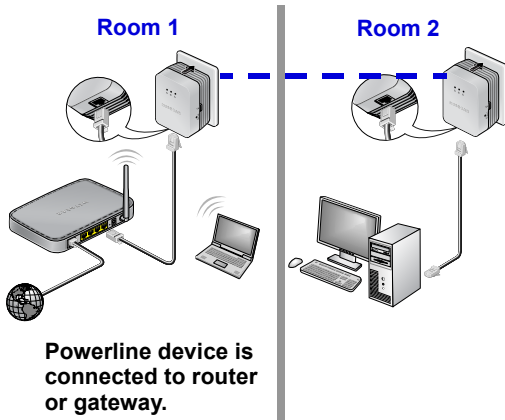 Room 1
Room 2
Powerline device is
connected to router
or gateway.